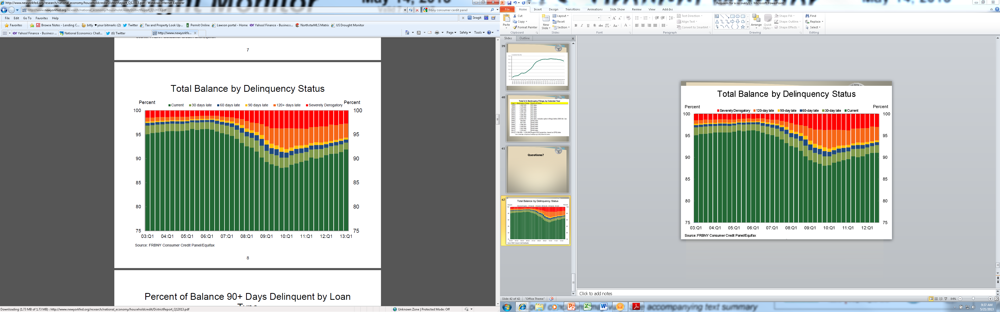 http://www.newyorkfed.org/research/national_economy/householdcredit/DistrictReport_Q12013.pdf - Windows Internet Explorer
http://www.newyorkfed.org/research/national_economy/householdcredit/DistrictReport_Q12013.pdf
frbny consumer cerdit panel
File Edit Go To Favorites Help
Snagit
Favorites
Browse Notes - Lending C...
bitly
your bitmarks (2)
Twitter
Tax and Property Look Up...
Permit Online
Lawson portal - Home
Yahoo! Finance - Business...
NorthstarMLS Matrix
US Drought Monitor
Yahoo! Finance - Business ...
National Economics Chall...
(6) Twitter
http://www.newyorkfe...
Page Safety Tools
7
Total Balance by Delinquency Status
Percent
Percent
Current 30 days late 60 days late 90 days late 120+ days late Severely Derogatory
100
95
90
85
80
75
100
95
90
85
80
75
03:Q1 04:Q1 05:Q1 06:Q1 07:Q1 08:Q1 09:Q1 10:Q1 11:Q1 12:Q1 13:Q1
Source: FRBNY Consumer Credit Panel/Equifax
8
Percent of Balance 90+ Days Delinquent by Loan
Downloading (1.73 MB of 1.73 MB) : http://www.newyorkfed.org/research/national_economy/householdcredit/DistrictReport_Q12013.pdf
Unknown Zone | Protected Mode: Off
Requiem for a recovery1 - Microsoft PowerPoint
File Home Insert Design Transitions Animations Slide Show Review View Add-Ins
Paste
Cut
Copy
Format Painter
Clipboard
New
Slide
Layout
Reset
Section
Slides
Font
Text Direction
Align Text
Convert to SmartArt
Paragraph
Arrange
Quick
Styles
Shape Fill
Shape Outline
Shape Effects
Drawing
Find
Replace
Select
Editing
Slides Outline
39
40
Total U.S. Bankruptcy Filings, by Calendar Year
41
Questions?
42
Total Balance by Delinquency Status
Total Balance by Delinquency Status
Percent
Percent
Severely Derogatory 120-day late 90-day late 60-day late 30-day late Current
100
95
90
85
80
75
100
95
90
85
80
75
03:Q1 04:Q1 05:Q1 06:Q1 07:Q1 08:Q1 09:Q1 10:Q1 11:Q1 12:Q1
Source: FRBNY Consumer Credit Panel/Equifax
Click to add notes
Slide 42 of 42
"Office Theme"
84%
accompanying text summary
9:37 AM
5/21/2013